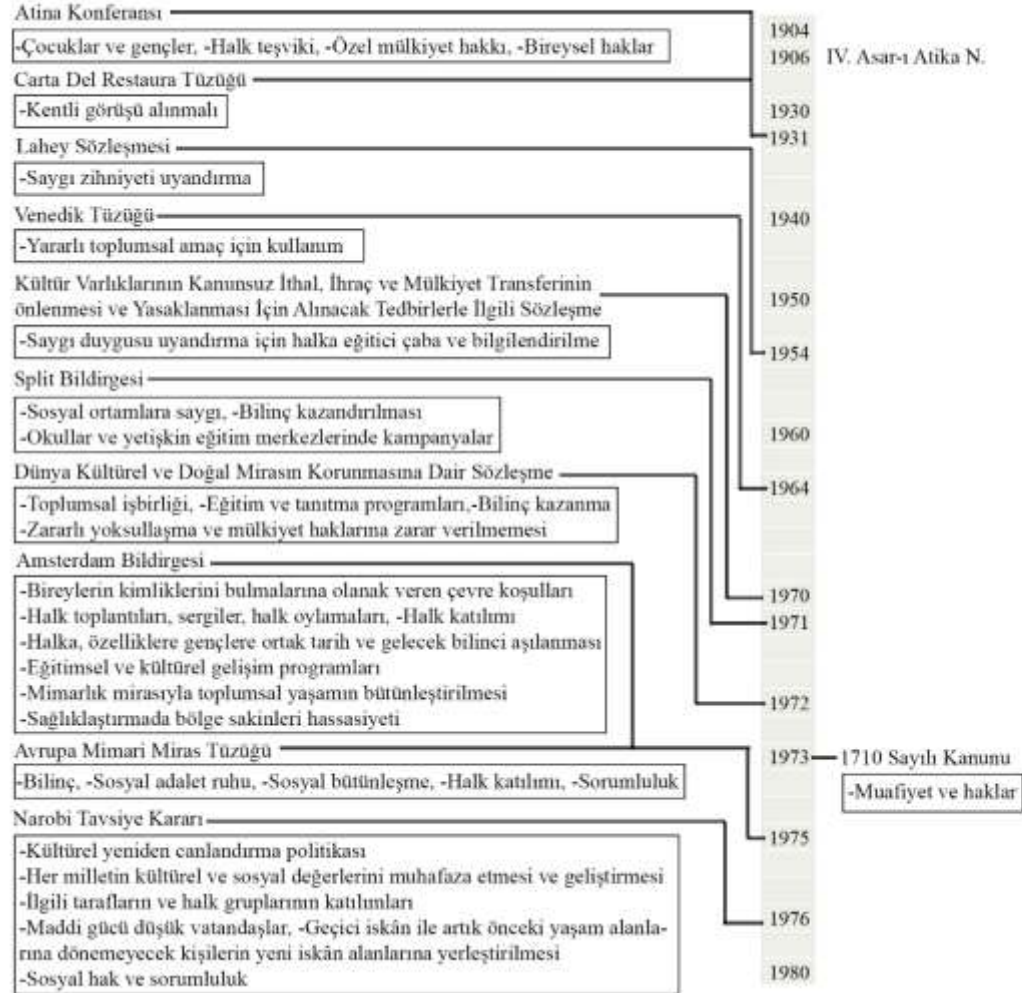 Atina Konferansı
-Çocuklar ve gençler, -Halk teşviki, -Özel mülkiyet hakkı, -Bireysel haklar
Carta Del Restaura Tüzüğü
-Kentli görüşü alınmalı
Lahey Sözleşmesi
-Saygı zihniyeti uyandırma
Venedik Tüzüğü
-Yararlı toplumsal amaç için kullanım
Kültür Varlıklarının Kanunsuz İthal, İhraç ve Mülkiyet Transferinin
önlenmesi ve Yasaklanması İçin Alınacak Tedbirlerle İlgili Sözleşme
-Saygı duygusu uyandırma için halka eğitici çaba ve bilgilendirilme
Split Bildirgesi
-Sosyal ortamlara saygı, -Bilinç kazandırılması
-Okullar ve yetişkin eğitim merkezlerinde kampanyalar
Dünya Kültürel ve Doğal Mirasın Korunmasına Dair Sözleşme
-Toplumsal işbirliği, -Eğitim ve tanıtma programları,-Bilinç kazanma
-Zararlı yoksullaşma ve mülkiyet haklarına zarar verilmemesi
Amsterdam Bildirgesi
-Bireylerin kimliklerini bulmalarına olanak veren çevre koşulları
-Halk toplantıları, sergiler, halk oylamaları, -Halk katılımı
-Halka, özelliklere gençlere ortak tarih ve gelecek bilinci aşılanması
-Eğitimsel ve kültürel gelişim programları
-Mimarlık mirasıyla toplumsal yaşamın bütünleştirilmesi
-Sağlıklaştırmada bölge sakinleri hassasiyeti
Avrupa Mimari Miras Tüzüğü
-Bilinç, -Sosyal adalet ruhu, -Sosyal bütünleşme, -Halk katılımı, -Sorumluluk
Narobi Tavsiye Kararı
-Kültürel yeniden canlandırma politikası
-Her milletin kültürel ve sosyal değerlerini muhafaza etmesi ve geliştirmesi
-İlgili tarafların ve halk gruplarının katılımları
-Maddi gücü düşük vatandaşlar, -Geçici iskân ile artık önceki yaşam alanla-
rına dönemeyecek kişilerin yeni iskân alanlarına yerleştirilmesi
-Sosyal hak ve sorumluluk
1904
1906
1930
1931
1940
1950
1954
1960
1964
1970
1971
1972
1973
1975
1976
1980
IV. Asar-ı Atika N.
1710 Sayılı Kanunu
-Muafiyet ve haklar